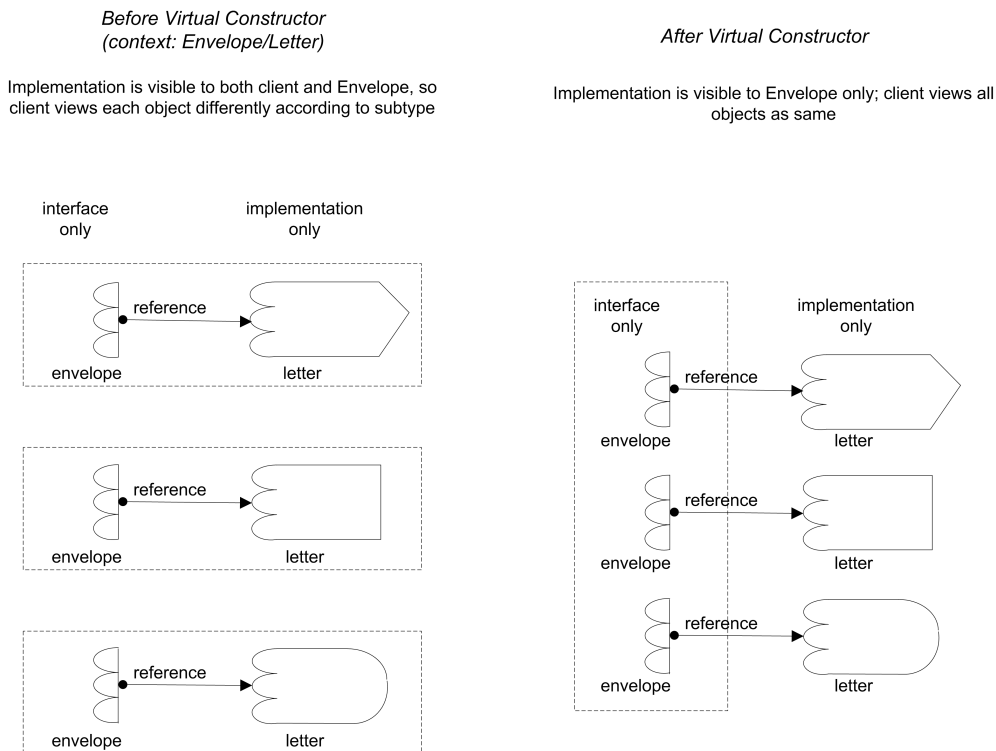 Before Virtual Constructor
(context: Envelope/Letter)
Implementation is visible to both client and Envelope, so
client views each object differently according to subtype
interface
only
implementation
only
reference
envelope
letter
reference
envelope
letter
reference
envelope
letter
After Virtual Constructor
Implementation is visible to Envelope only; client views all
objects as same
interface
only
implementation
only
reference
envelope
letter
reference
envelope
letter
reference
envelope
letter